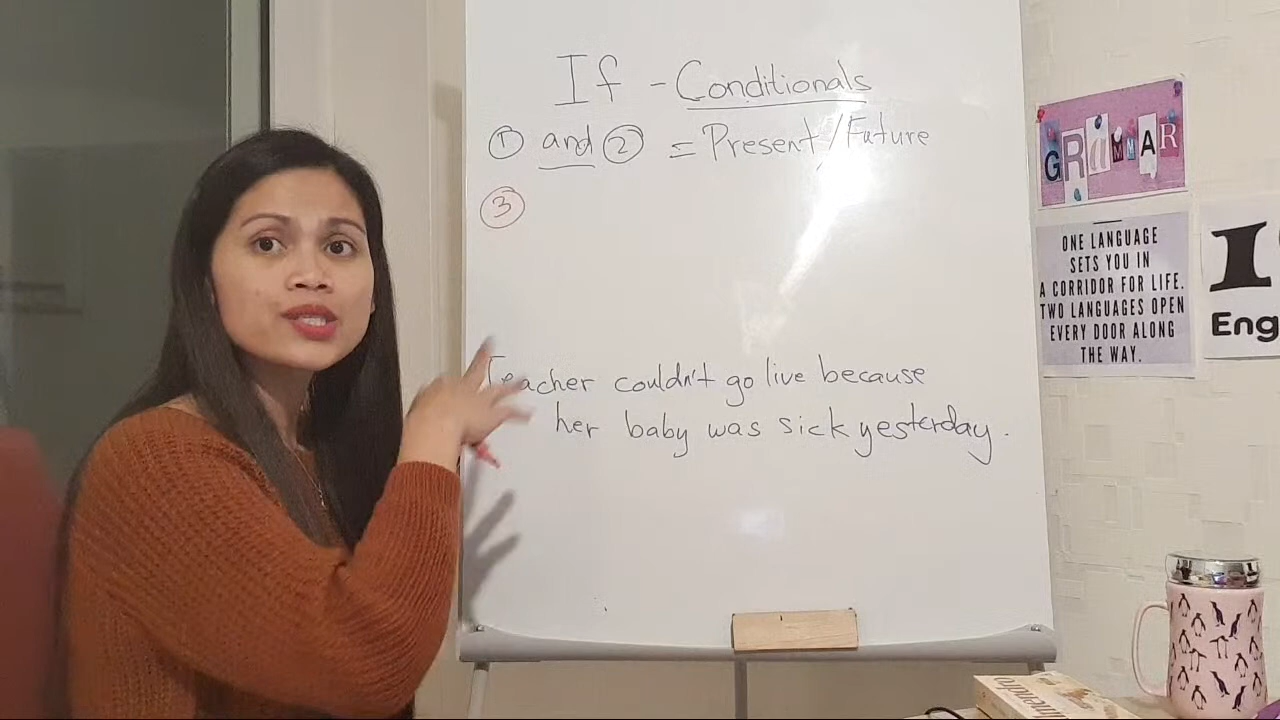 If - Conditionals
① and ② = Present/Future
③
Teacher couldn't go live because
her baby was sick yesterday.
GRAMMAR
ONE LANGUAGE
SETS YOU IN
A CORRIDOR FOR LIFE.
TWO LANGUAGES OPEN
EVERY DOOR ALONG
THE WAY.
I
Eng